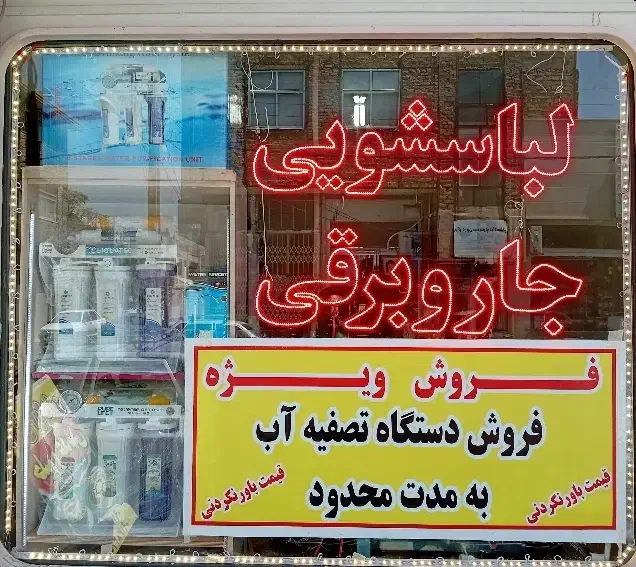 لباسشویی
جاروبرقی
فروش ویژه
فروش دستگاه تصفیه آب
به مدت محدود
قیمت باورنکردنی
قیمت باورنکردنی